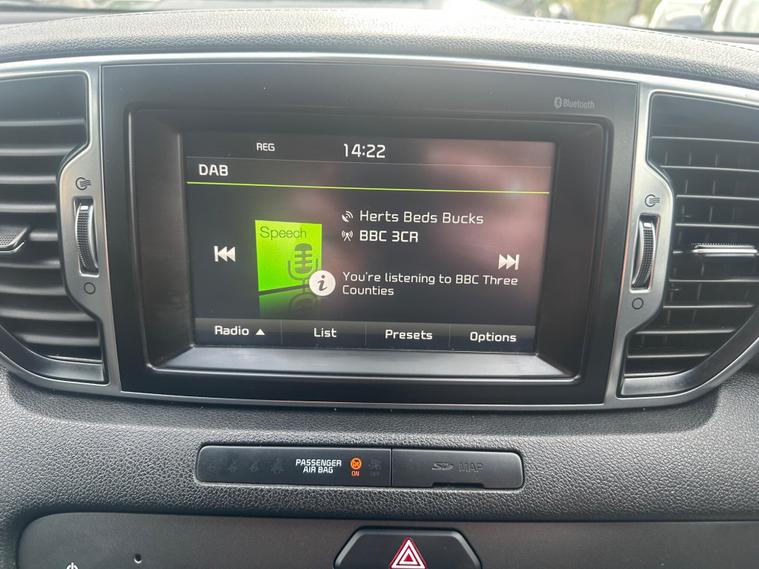 Bluetooth
REG 14:22
DAB
Herts Beds Bucks
Speech
BBC 3CR
You're listening to BBC Three
Counties
Radio List Presets Options
PASSENGER
AIR BAG
ON
OFF
SD MAP